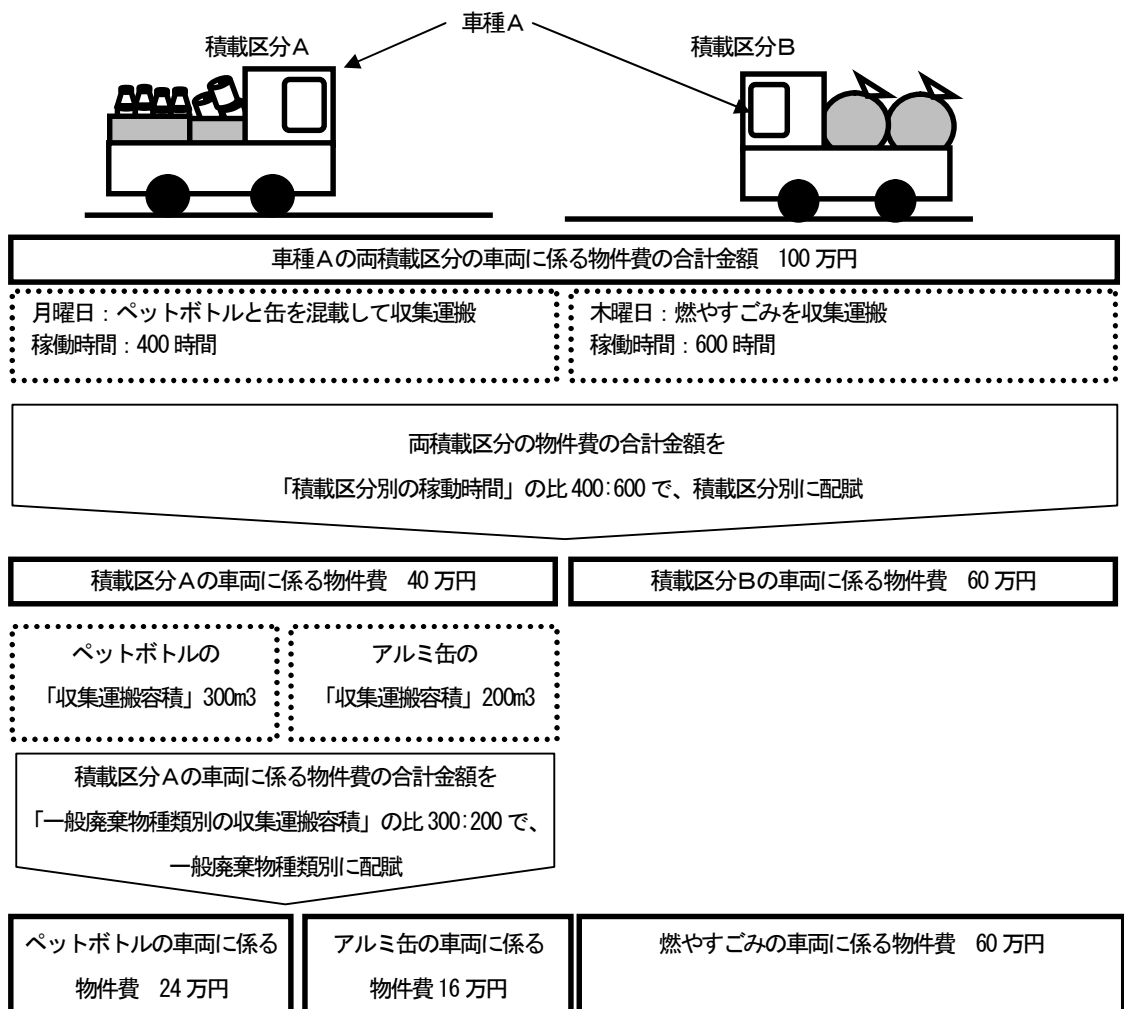 車種A
積載区分A
積載区分B
車種Aの両積載区分の車両に係る物件費の合計金額　100万円
月曜日：ペットボトルと缶を混載して収集運搬
稼働時間：400時間
木曜日：燃やすごみを収集運搬
稼働時間：600時間
両積載区分の物件費の合計金額を
「積載区分別の稼動時間」の比400:600で、積載区分別に配賦
積載区分Aの車両に係る物件費　40万円
積載区分Bの車両に係る物件費　60万円
ペットボトルの
「収集運搬容積」300m3
アルミ缶の
「収集運搬容積」200m3
積載区分Aの車両に係る物件費の合計金額を
「一般廃棄物種類別の収集運搬容積」の比300:200で、
一般廃棄物種類別に配賦
ペットボトルの車両に係る
物件費　24万円
アルミ缶の車両に係る
物件費16万円
燃やすごみの車両に係る物件費　60万円